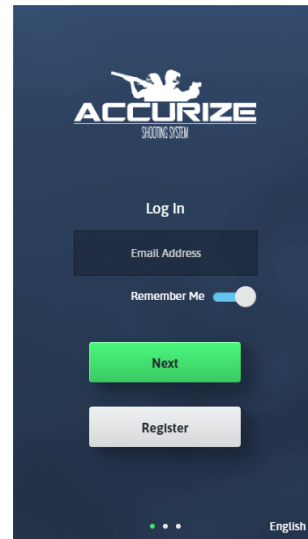 ACCURIZE
SHOOTING SYSTEM
Log In
Email Address
Remember Me
Next
Register
English